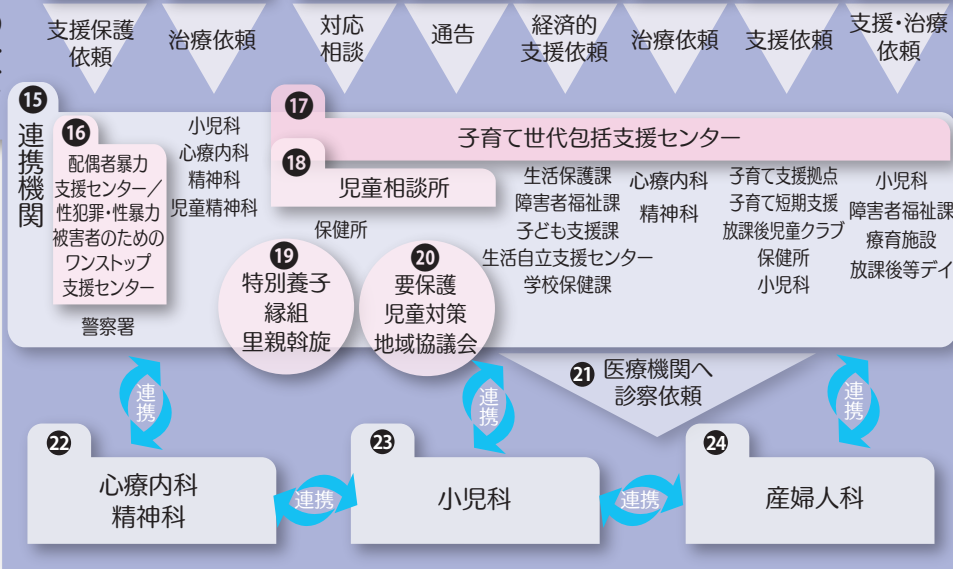 支援保護
依頼
治療依頼
対応
相談
通告
経済的
支援依頼
治療依頼
支援依頼
支援・治療
依頼
⑮
連携機関
⑯
配偶者暴力
支援センター／
性犯罪・性暴力
被害者のための
ワンストップ
支援センター
警察署
小児科
心療内科
精神科
児童精神科
⑰
子育て世代包括支援センター
⑱
児童相談所
保健所
⑲
特別養子
縁組
里親斡旋
⑳
要保護
児童対策
地域協議会
生活保護課
障害者福祉課
子ども支援課
生活自立支援センター
学校保健課
心療内科
精神科
子育て支援拠点
子育て短期支援
放課後児童クラブ
保健所
小児科
小児科
障害者福祉課
療育施設
放課後等デイ
㉑ 医療機関へ
診察依頼
連携
連携
連携
㉒
心療内科
精神科
連携
㉓
小児科
連携
㉔
産婦人科